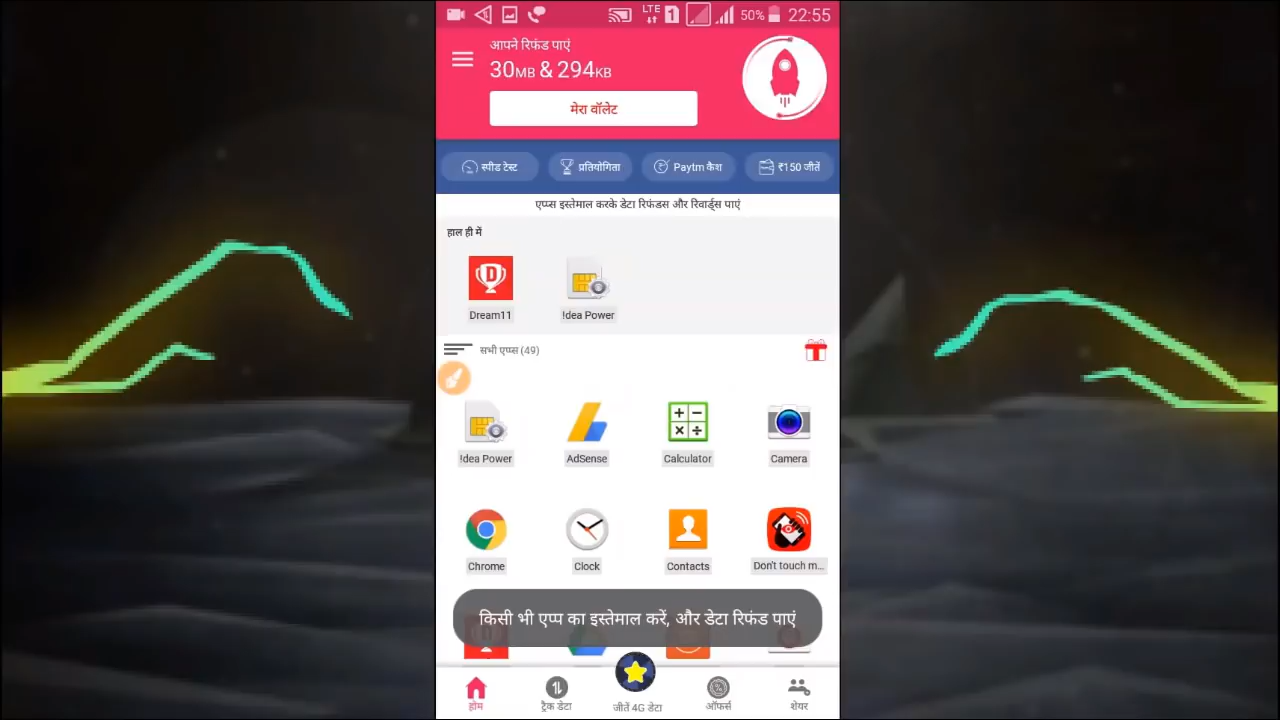 LTE 1 50% 22:55
आपने रिफंड पाएं
30MB & 294KB
मेरा वॉलेट
स्पीड टेस्ट प्रतियोगिता Paytm कैश ₹150 जीतें
एप्प्स इस्तेमाल करके डेटा रिफंडस और रिवार्ड्स पाएं
हाल ही में
Dream11 !dea Power
सभी एप्प्स (49)
!dea Power AdSense Calculator Camera
Chrome Clock Contacts Don't touch m...
किसी भी एप्प का इस्तेमाल करें, और डेटा रिफंड पाएं
होम ट्रैक डेटा जीतें 4G डेटा ऑफर्स शेयर